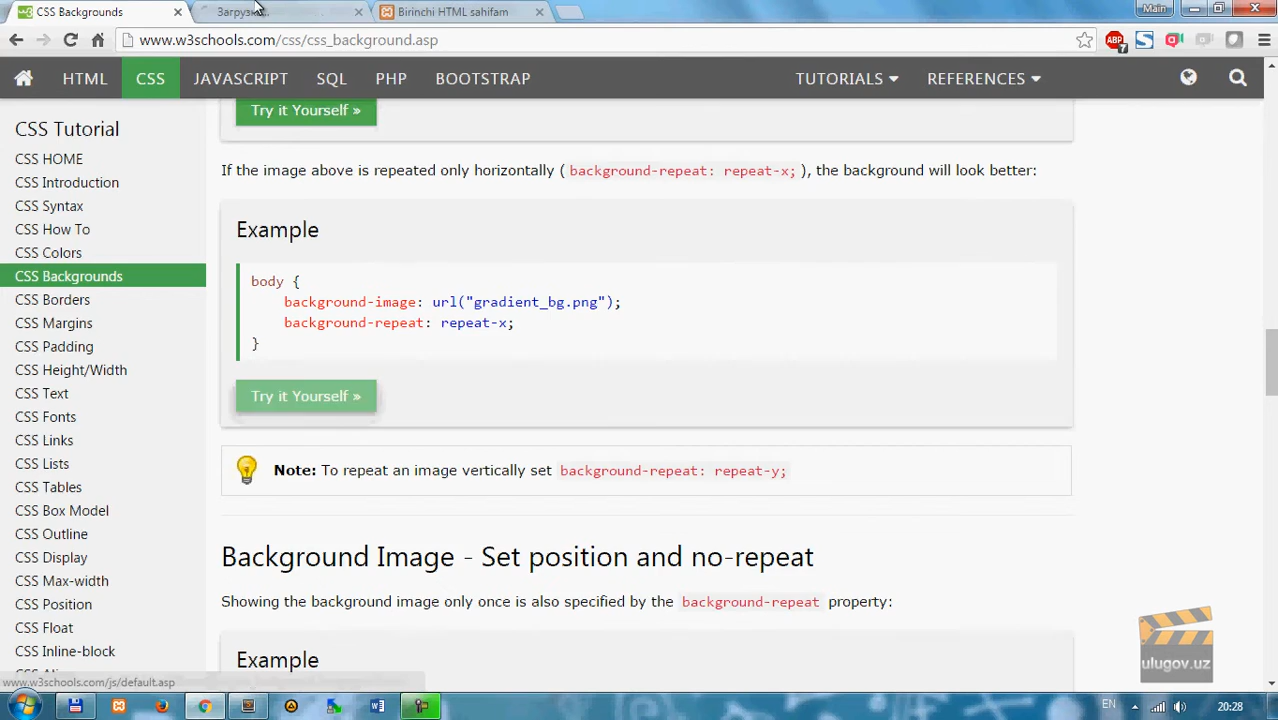 CSS Backgrounds
Загрузк...
Birinchi HTML sahifam
Main
www.w3schools.com/css/css_background.asp
ABP
7
HTML
CSS
JAVASCRIPT
SQL
PHP
BOOTSTRAP
TUTORIALS
REFERENCES
CSS Tutorial
CSS HOME
CSS Introduction
CSS Syntax
CSS How To
CSS Colors
CSS Backgrounds
CSS Borders
CSS Margins
CSS Padding
CSS Height/Width
CSS Text
CSS Fonts
CSS Links
CSS Lists
CSS Tables
CSS Box Model
CSS Outline
CSS Display
CSS Max-width
CSS Position
CSS Float
CSS Inline-block
Try it Yourself »
If the image above is repeated only horizontally (background-repeat: repeat-x;), the background will look better:
Example
body {
background-image: url("gradient_bg.png");
background-repeat: repeat-x;
}
Try it Yourself »
Note: To repeat an image vertically set background-repeat: repeat-y;
Background Image - Set position and no-repeat
Showing the background image only once is also specified by the background-repeat property:
Example
ulugov.uz
www.w3schools.com/js/default.asp
EN
20:28